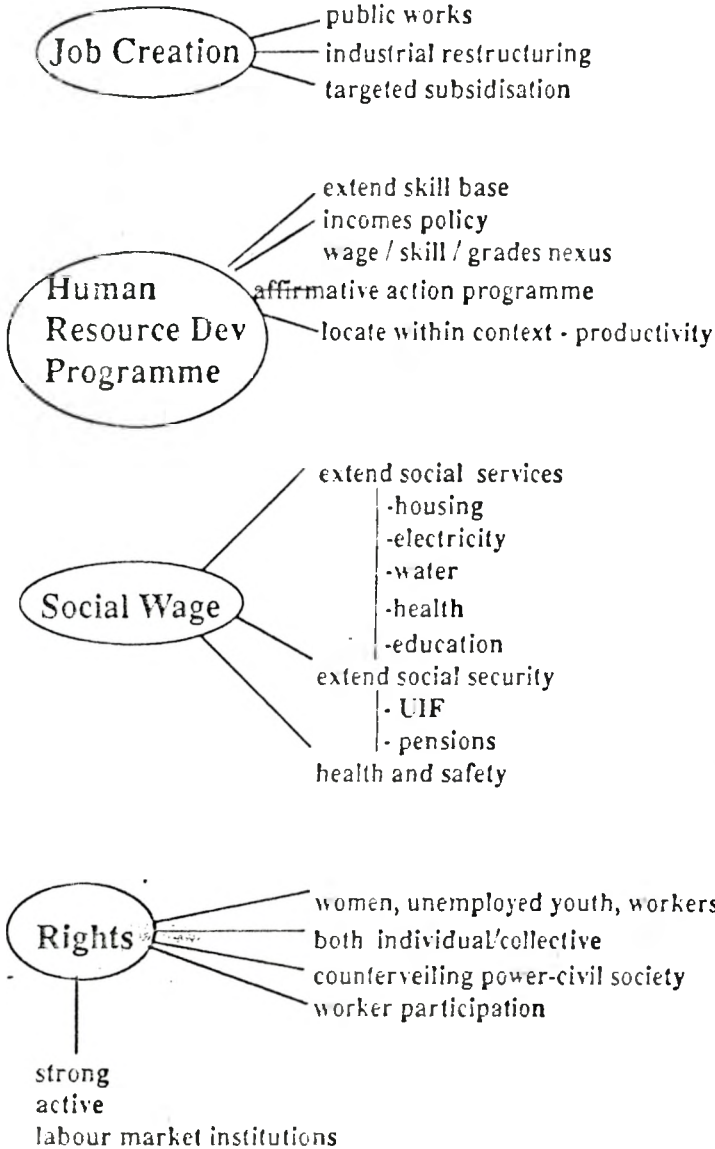 Job Creation
public works
industrial restructuring
targeted subsidisation
Human
Resource Dev
Programme
extend skill base
incomes policy
wage / skill / grades nexus
affirmative action programme
locate within context - productivity
Social Wage
extend social services
-housing
-electricity
-water
-health
-education
extend social security
- UIF
- pensions
health and safety
Rights
women, unemployed youth, workers
both individual/collective
counterveiling power-civil society
worker participation
strong
active
labour market institutions